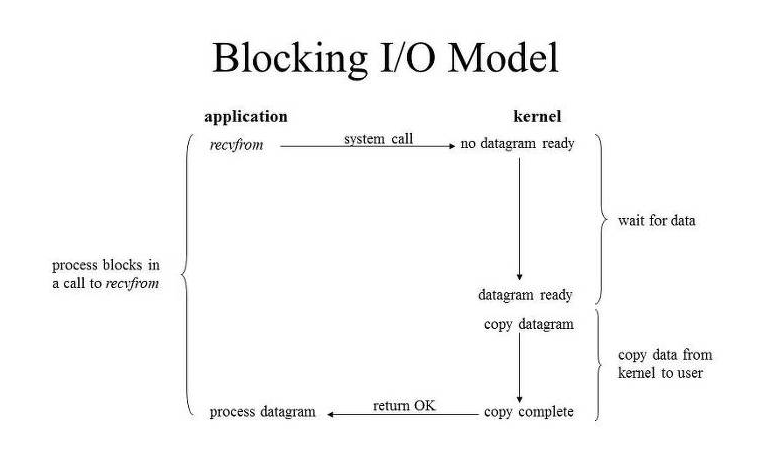 Blocking I/O Model
application
kernel
recvfrom
system call
no datagram ready
wait for data
process blocks in
a call to recvfrom
datagram ready
copy datagram
copy data from
kernel to user
process datagram
return OK
copy complete